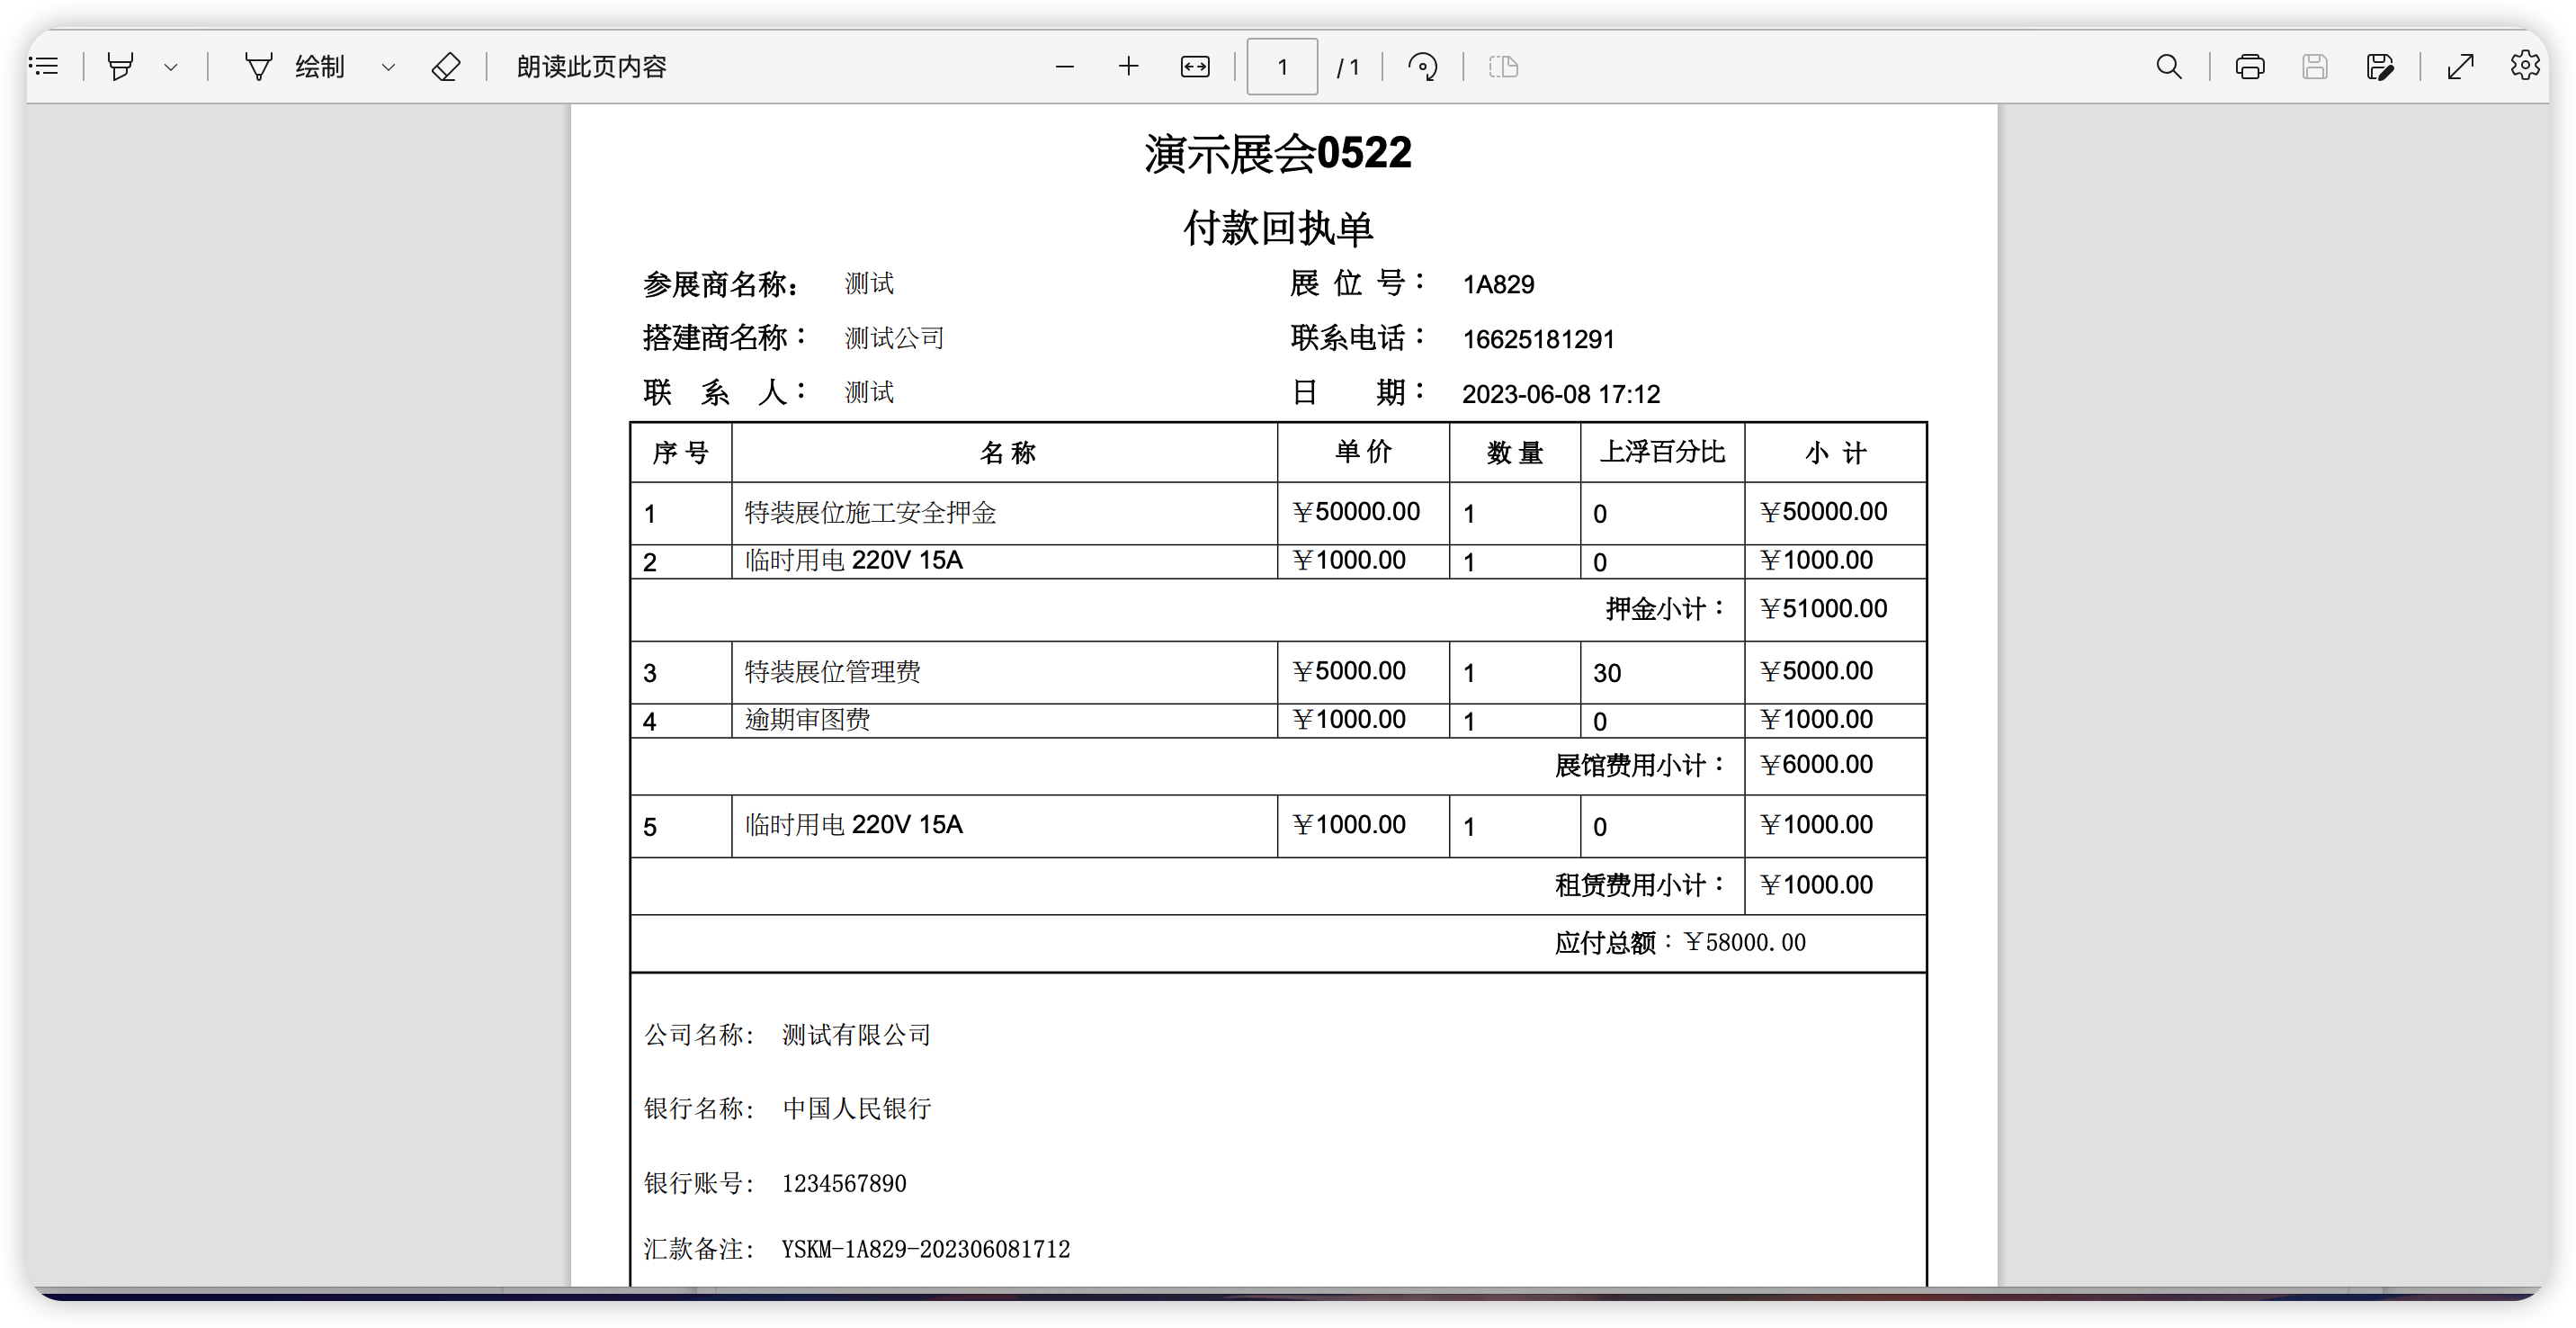 绘制 朗读此页内容 1 / 1
演示展会0522
付款回执单
参展商名称： 测试 展 位 号： 1A829
搭建商名称： 测试公司 联系电话： 16625181291
联 系 人： 测试 日 期： 2023-06-08 17:12
序 号 名 称 单 价 数 量 上浮百分比 小 计
1 特装展位施工安全押金 ￥50000.00 1 0 ￥50000.00
2 临时用电 220V 15A ￥1000.00 1 0 ￥1000.00
押金小计： ￥51000.00
3 特装展位管理费 ￥5000.00 1 30 ￥5000.00
4 逾期审图费 ￥1000.00 1 0 ￥1000.00
展馆费用小计： ￥6000.00
5 临时用电 220V 15A ￥1000.00 1 0 ￥1000.00
租赁费用小计： ￥1000.00
应付总额：￥58000.00
公司名称： 测试有限公司
银行名称： 中国人民银行
银行账号： 1234567890
汇款备注： YSKM-1A829-202306081712